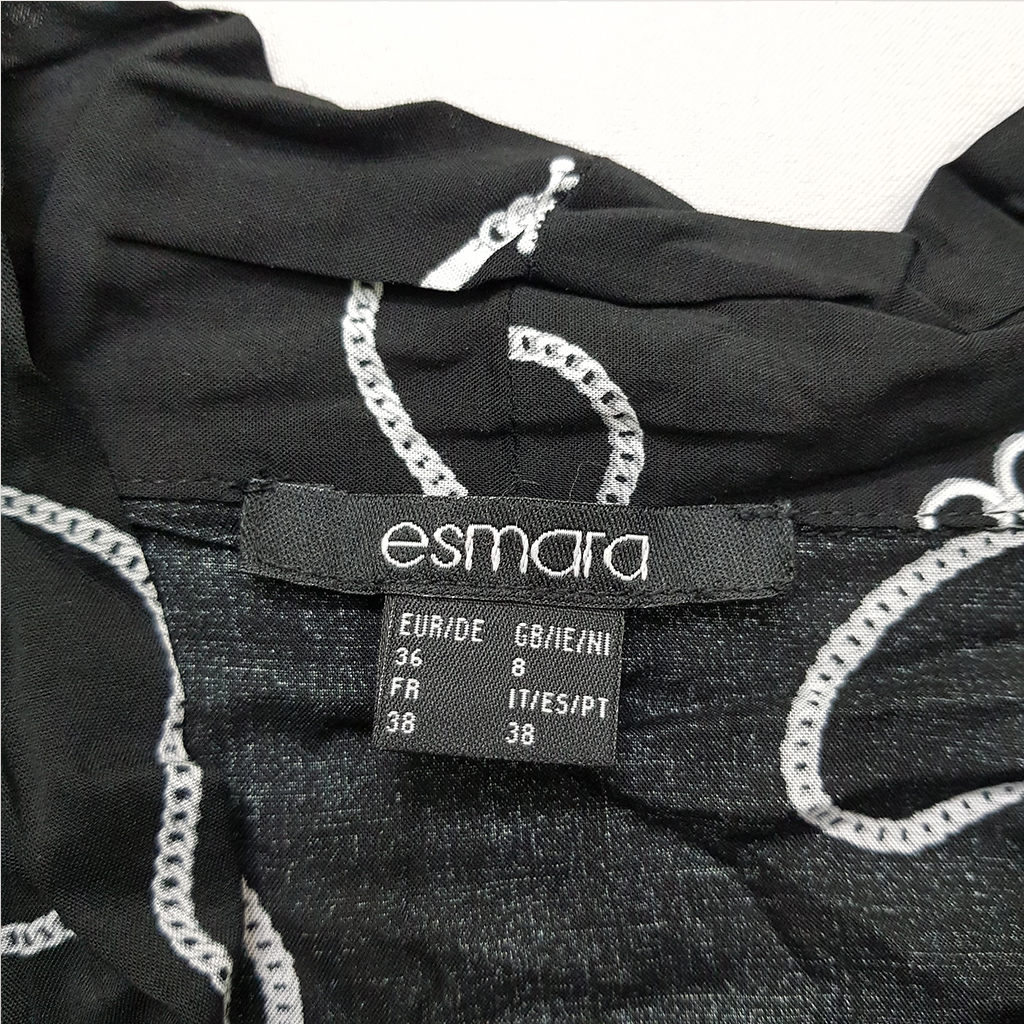 esmara
EUR/DE GB/IE/NI
36 8
FR IT/ES/PT
38 38